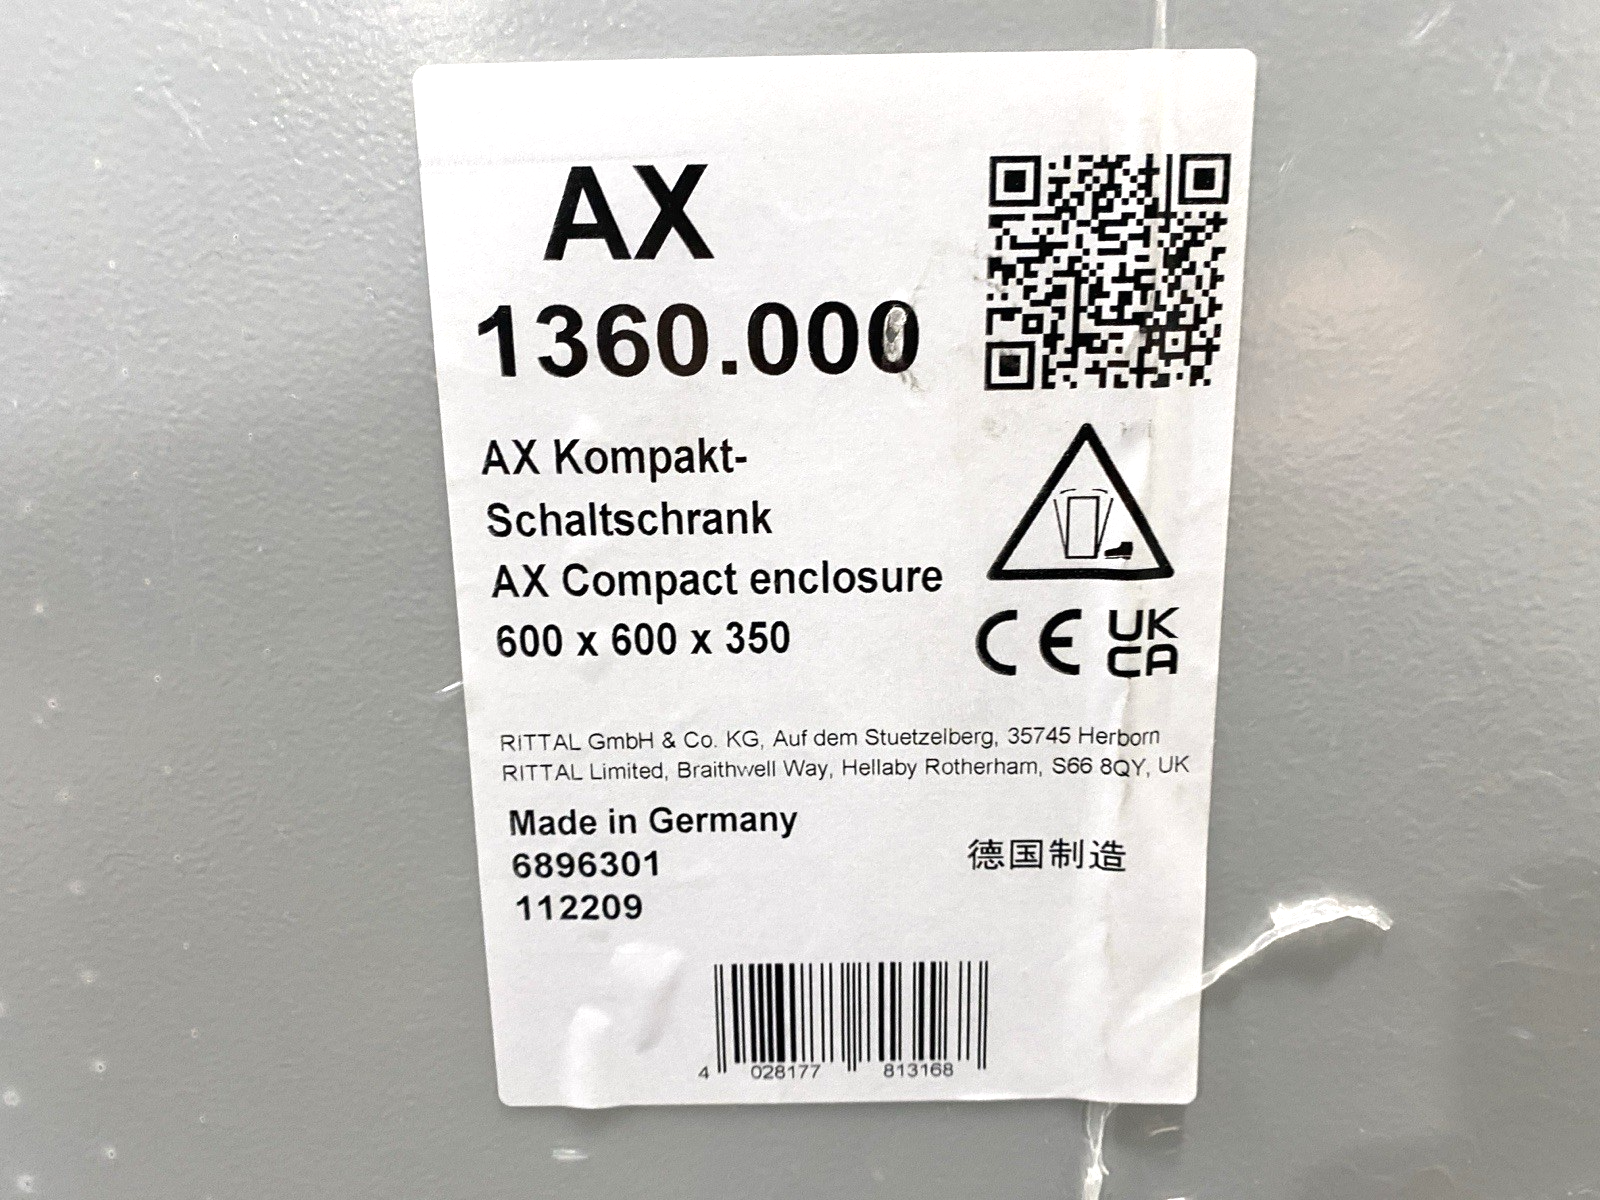 AX
1360.000
AX Kompakt-
Schaltschrank
AX Compact enclosure
600 x 600 x 350
CE UK
CA
RITTAL GmbH & Co. KG, Auf dem Stuetzelberg, 35745 Herborn
RITTAL Limited, Braithwell Way, Hellaby Rotherham, S66 8QY, UK
Made in Germany
德国制造
6896301
112209
4 028177 813168